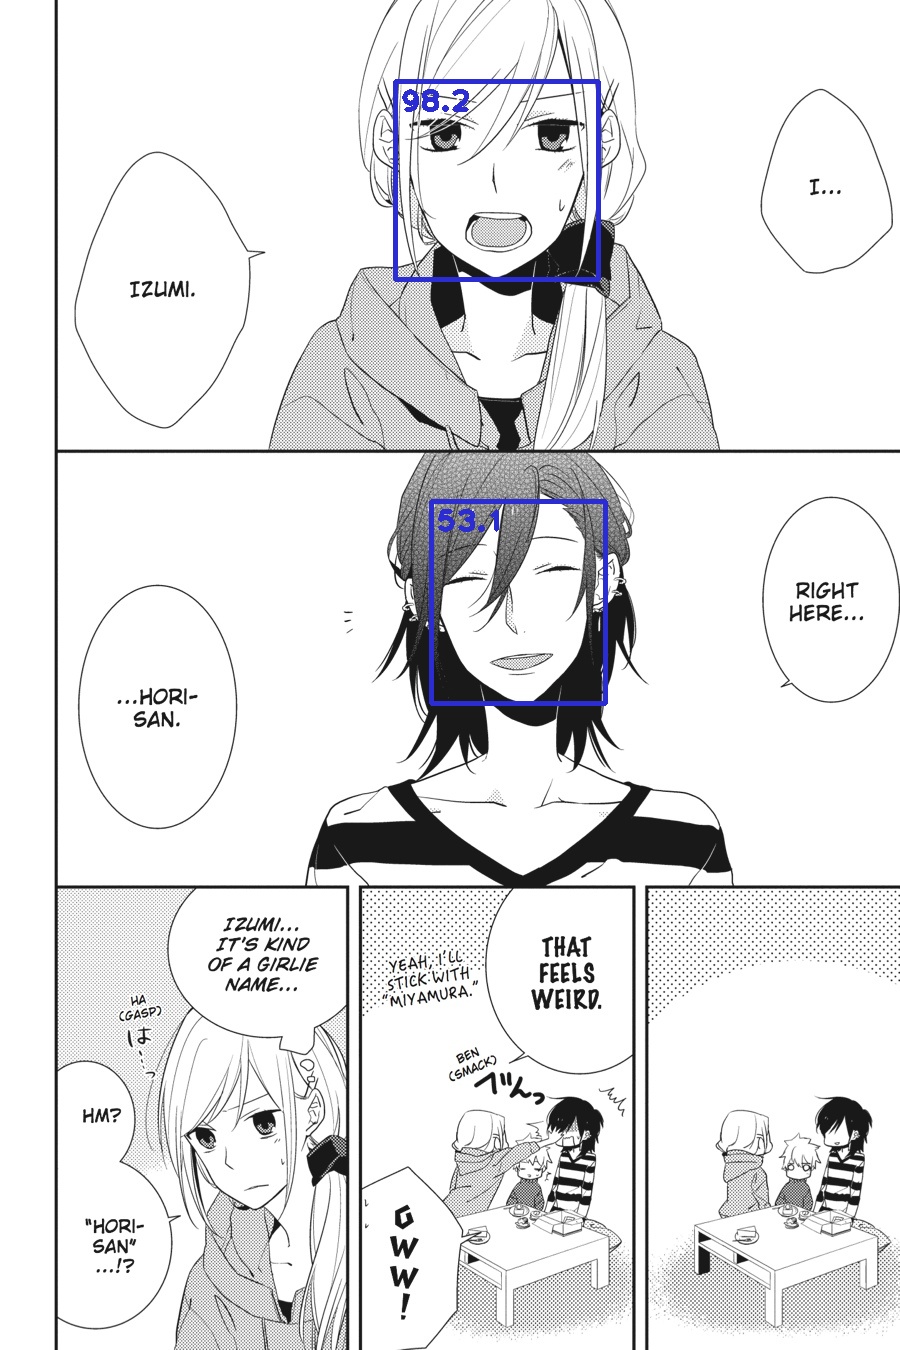 I...
98.2
IZUMI.
RIGHT
HERE...
53.1
...HORI-
SAN.
THAT
FEELS
WEIRD.
YEAH, I'LL
STICK WITH
"MIYAMURA."
BEN
(SMACK)
べんっ
GWW!
IZUMI...
IT'S KIND
OF A GIRLIE
NAME...
HA
(GASP)
は…っ
HM?
"HORI-
SAN"
...!?